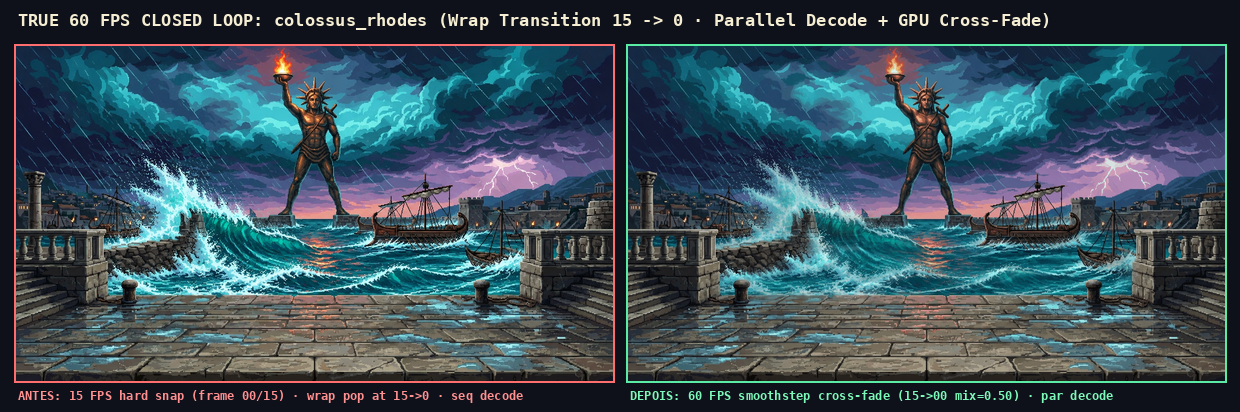 TRUE 60 FPS CLOSED LOOP: colossus_rhodes (Wrap Transition 15 -> 0 · Parallel Decode + GPU Cross-Fade)
ANTES: 15 FPS hard snap (frame 00/15) · wrap pop at 15->0 · seq decode
DEPOIS: 60 FPS smoothstep cross-fade (15->00 mix=0.50) · par decode